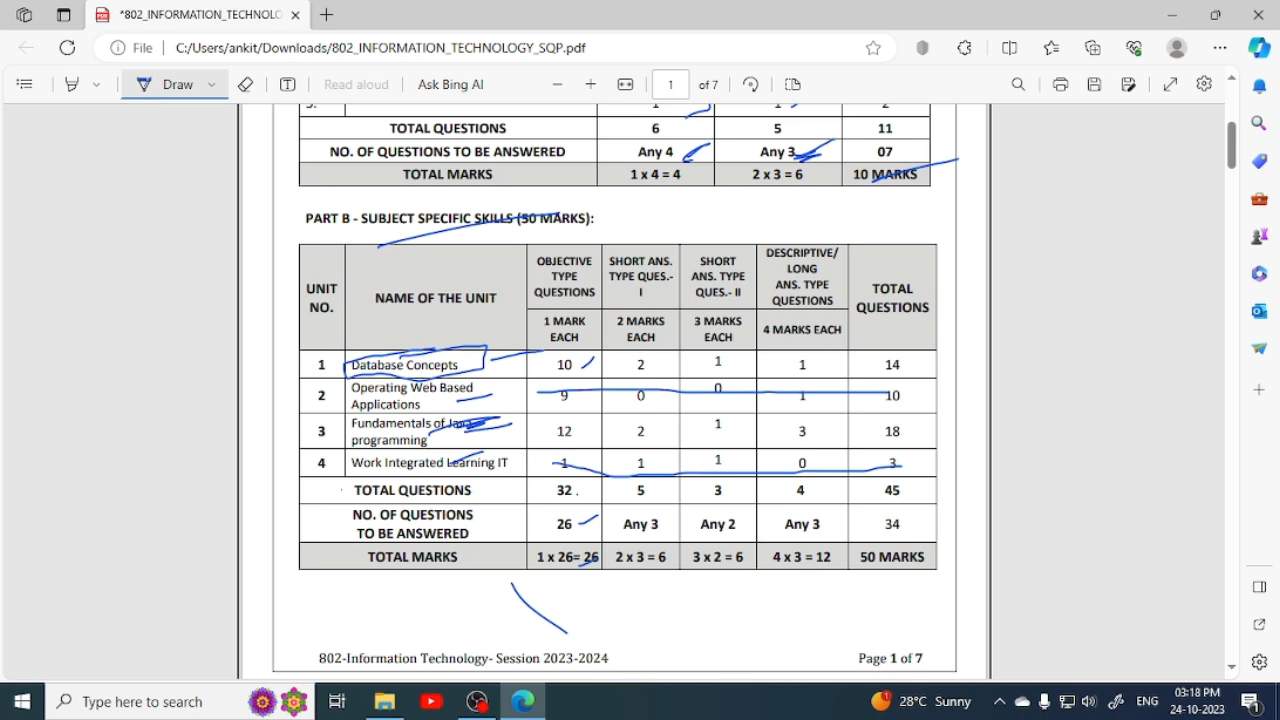 *802_INFORMATION_TECHNOLO
File C:/Users/ankit/Downloads/802_INFORMATION_TECHNOLOGY_SQP.pdf
Draw Read aloud Ask Bing AI 1 of 7
TOTAL QUESTIONS 6 5 11
NO. OF QUESTIONS TO BE ANSWERED Any 4 Any 3 07
TOTAL MARKS 1 x 4 = 4 2 x 3 = 6 10 MARKS
PART B - SUBJECT SPECIFIC SKILLS (50 MARKS):
UNIT NO. NAME OF THE UNIT OBJECTIVE TYPE QUESTIONS SHORT ANS. TYPE QUES.- I SHORT ANS. TYPE QUES.- II DESCRIPTIVE/ LONG ANS. TYPE QUESTIONS TOTAL QUESTIONS
1 MARK EACH 2 MARKS EACH 3 MARKS EACH 4 MARKS EACH
1 Database Concepts 10 2 1 1 14
2 Operating Web Based Applications 9 0 0 1 10
3 Fundamentals of Java programming 12 2 1 3 18
4 Work Integrated Learning IT 1 1 1 0 3
TOTAL QUESTIONS 32 5 3 4 45
NO. OF QUESTIONS TO BE ANSWERED 26 Any 3 Any 2 Any 3 34
TOTAL MARKS 1 x 26= 26 2 x 3 = 6 3 x 2 = 6 4 x 3 = 12 50 MARKS
802-Information Technology- Session 2023-2024 Page 1 of 7
Type here to search 28°C Sunny ENG 03:18 PM
24-10-2023